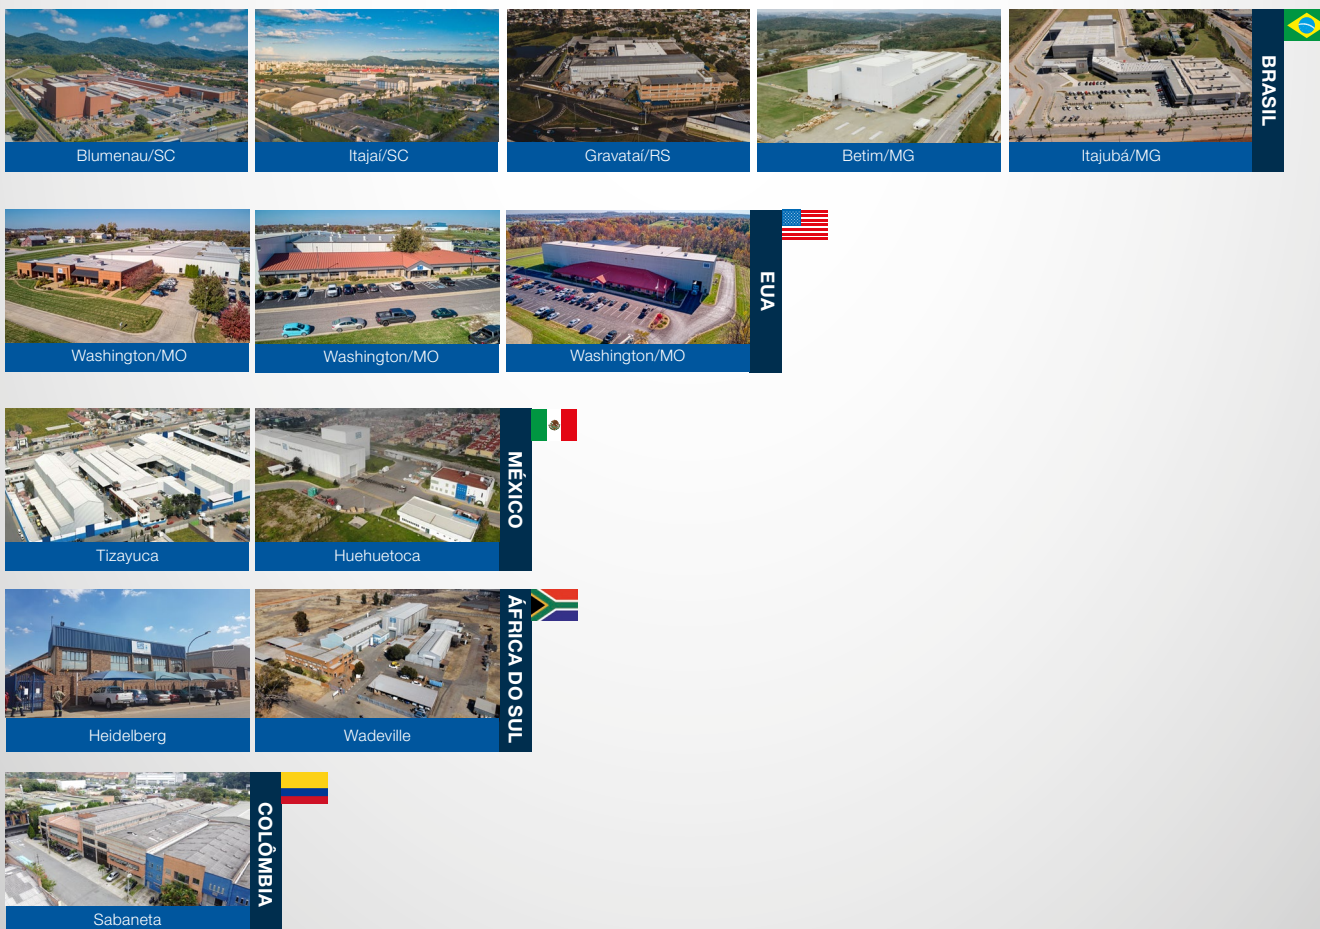 Blumenau/SC
Itajaí/SC
Gravataí/RS
Betim/MG
Itajubá/MG
BRASIL
Washington/MO
Washington/MO
Washington/MO
EUA
Tizayuca
Huehuetoca
MÉXICO
Heidelberg
Wadeville
ÁFRICA DO SUL
Sabaneta
COLÔMBIA